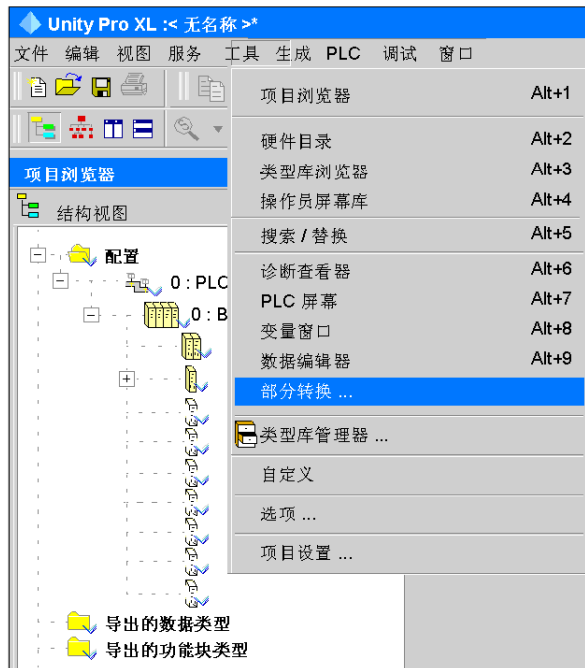 Unity Pro XL :< 无名称 >*
文件 编辑 视图 服务 工具 生成 PLC 调试 窗口
项目浏览器 Alt+1
硬件目录 Alt+2
类型库浏览器 Alt+3
操作员屏幕库 Alt+4
搜索 / 替换 Alt+5
诊断查看器 Alt+6
PLC 屏幕 Alt+7
变量窗口 Alt+8
数据编辑器 Alt+9
部分转换 ...
类型库管理器 ...
自定义
选项 ...
项目设置 ...
项目浏览器
结构视图
配置
0 : PLC
0 : B
导出的数据类型
导出的功能块类型